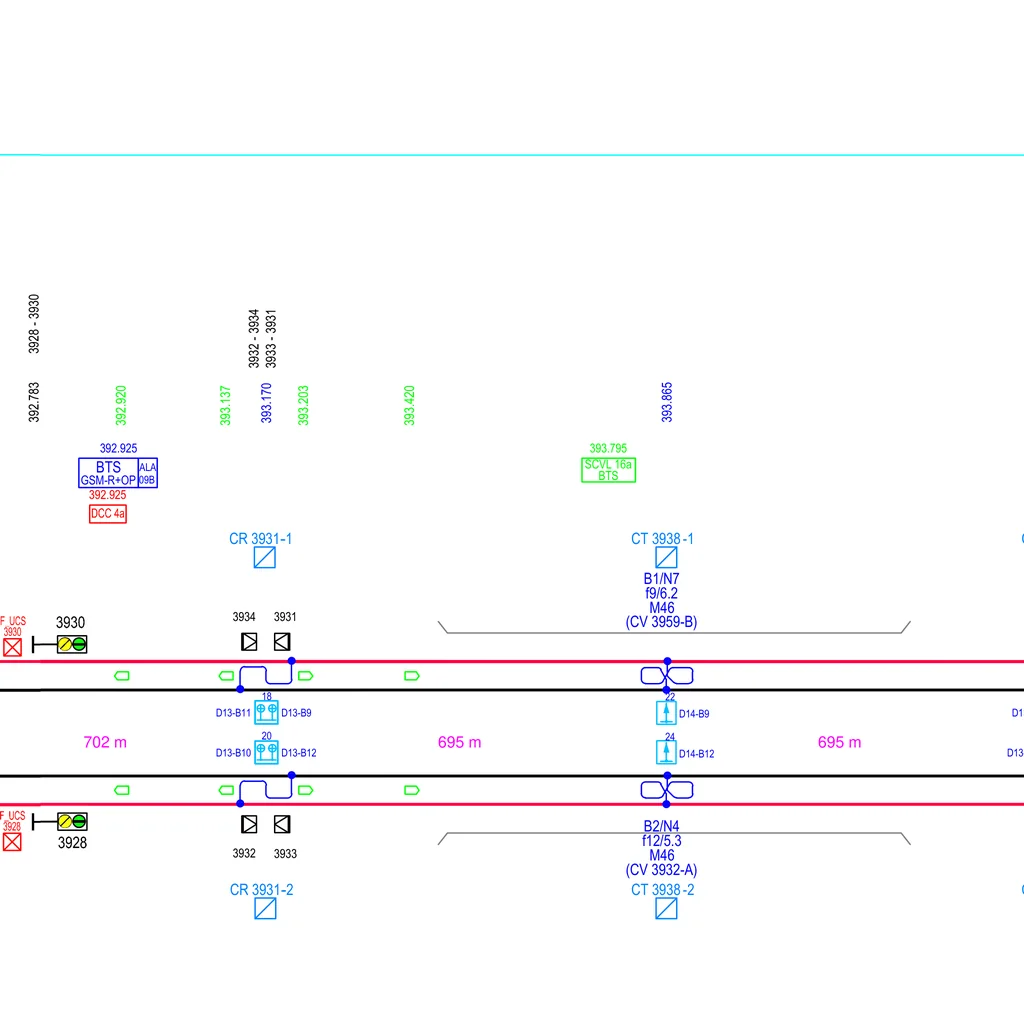 3928 - 3930
3932 - 3934
3933 - 3931
392.783
392.920
393.137
393.170
393.203
393.420
393.865
392.925
BTS
GSM-R+OP
ALA
09B
392.925
DCC 4a
393.795
SCVL 16a
BTS
CR 3931-1
CT 3938-1
B1/N7
f9/6.2
M46
(CV 3959-B)
F_UCS
3930
3930
3934
3931
18
D13-B11
D13-B9
22
D14-B9
D1
702 m
20
695 m
24
695 m
D13-B10
D13-B12
D14-B12
D13-
F_UCS
3928
3928
3932
3933
B2/N4
f12/5.3
M46
(CV 3932-A)
CR 3931-2
CT 3938-2